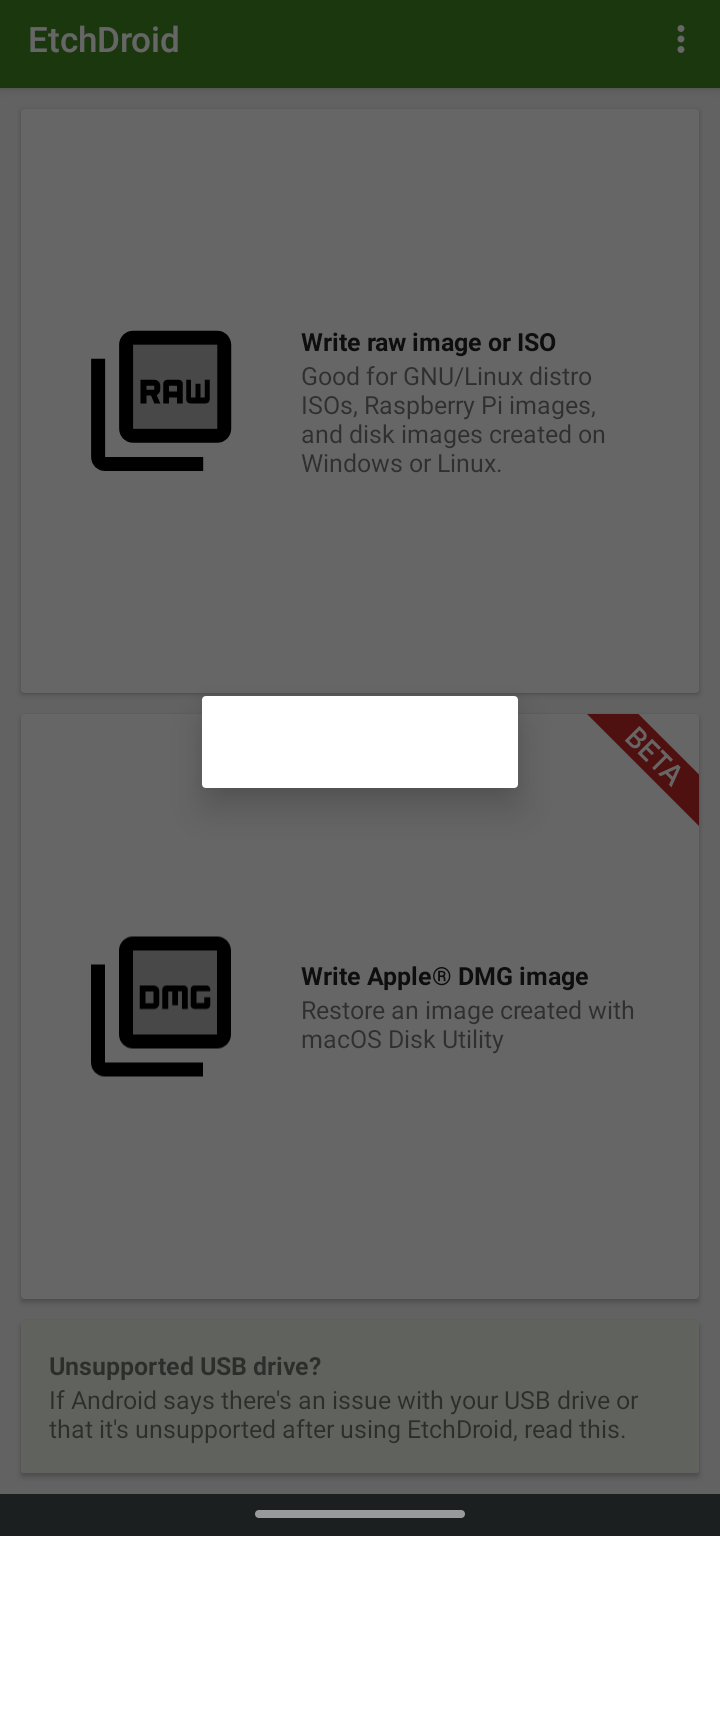 EtchDroid
RAW
Write raw image or ISO
Good for GNU/Linux distro
ISOs, Raspberry Pi images,
and disk images created on
Windows or Linux.
BETA
DMG
Write Apple® DMG image
Restore an image created with
macOS Disk Utility
Unsupported USB drive?
If Android says there's an issue with your USB drive or
that it's unsupported after using EtchDroid, read this.